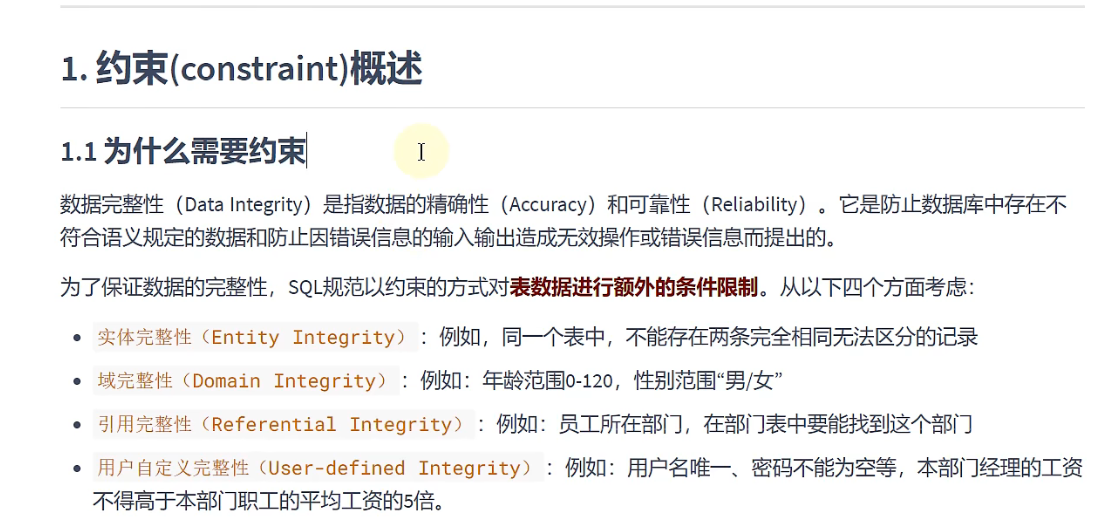 1. 约束(constraint)概述
1.1 为什么需要约束
数据完整性（Data Integrity）是指数据的精确性（Accuracy）和可靠性（Reliability）。它是防止数据库中存在不
符合语义规定的数据和防止因错误信息的输入输出造成无效操作或错误信息而提出的。
为了保证数据的完整性，SQL规范以约束的方式对表数据进行额外的条件限制。从以下四个方面考虑：
• 实体完整性（Entity Integrity）：例如，同一个表中，不能存在两条完全相同无法区分的记录
• 域完整性（Domain Integrity）：例如：年龄范围0-120，性别范围“男/女”
• 引用完整性（Referential Integrity）：例如：员工所在部门，在部门表中要能找到这个部门
• 用户自定义完整性（User-defined Integrity）：例如：用户名唯一、密码不能为空等，本部门经理的工资
不得高于本部门职工的平均工资的5倍。